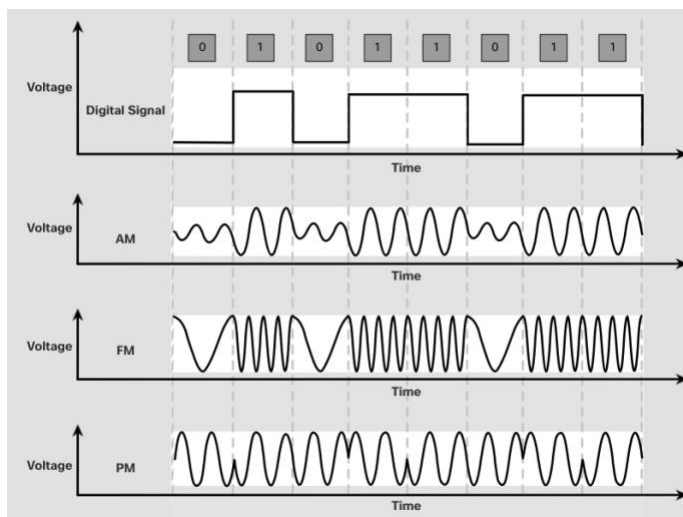 0 1 0 1 1 0 1 1
Voltage
Digital Signal
Time
Voltage
AM
Time
Voltage
FM
Time
Voltage
PM
Time